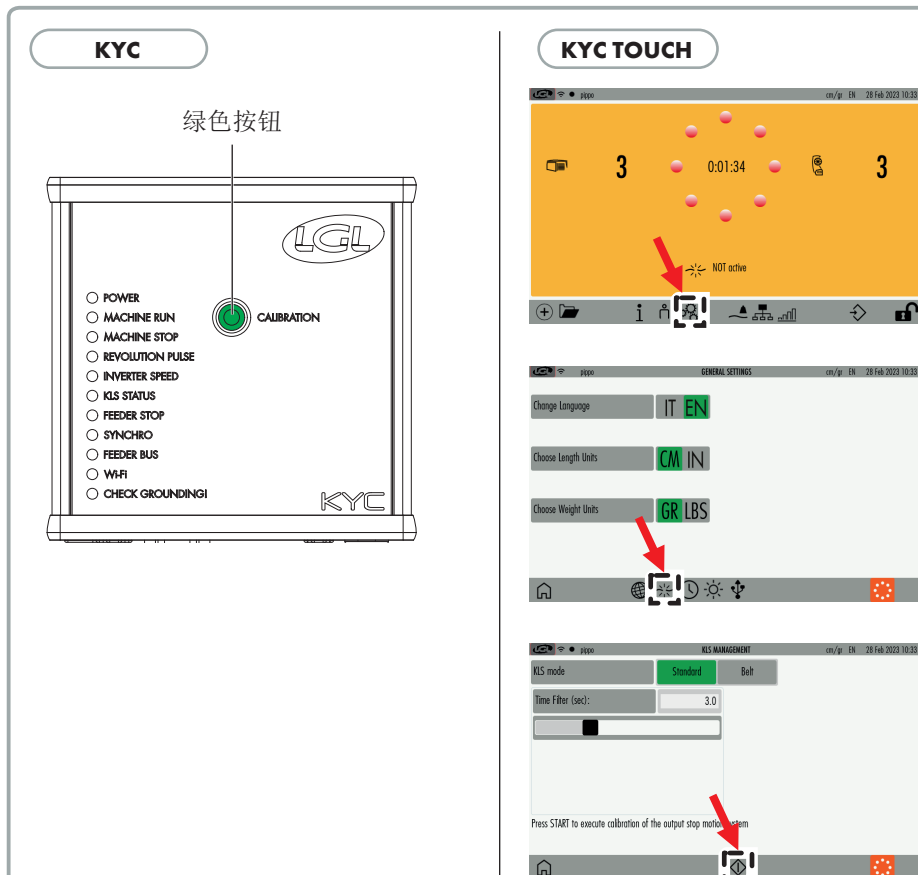 KYC
绿色按钮
LGL
POWER
MACHINE RUN
CALIBRATION
MACHINE STOP
REVOLUTION PULSE
INVERTER SPEED
KLS STATUS
FEEDER STOP
SYNCHRO
FEEDER BUS
Wi-Fi
CHECK GROUNDING!
KYC
KYC TOUCH
LGL pippo cm/gr EN 28 Feb 2023 10:33
3 0:01:34 3
NOT active
LGL pippo GENERAL SETTINGS cm/gr EN 28 Feb 2023 10:33
Change Language IT EN
Choose Length Units CM IN
Choose Weight Units GR LBS
LGL pippo KLS MANAGEMENT cm/gr EN 28 Feb 2023 10:33
KLS mode Standard Belt
Time Filter (sec): 3.0
Press START to execute calibration of the output stop motion system